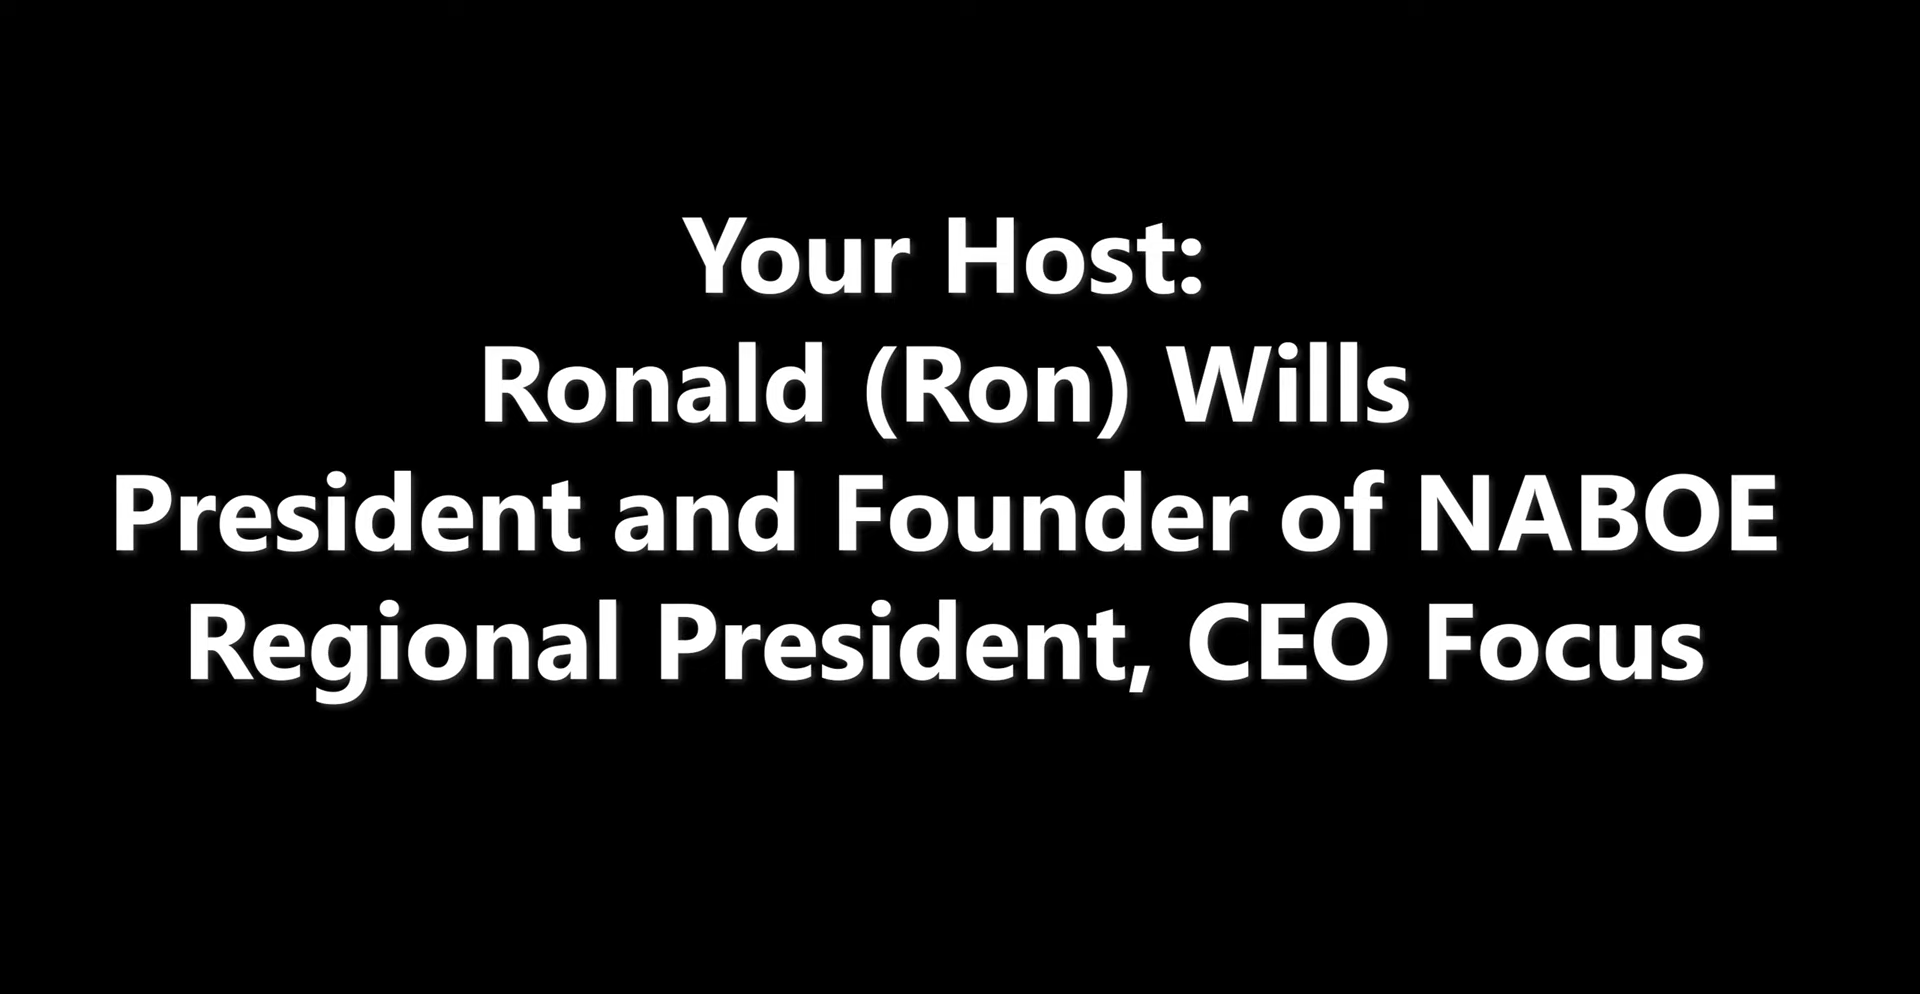 Your Host:
Ronald (Ron) Wills
President and Founder of NABOE
Regional President, CEO Focus